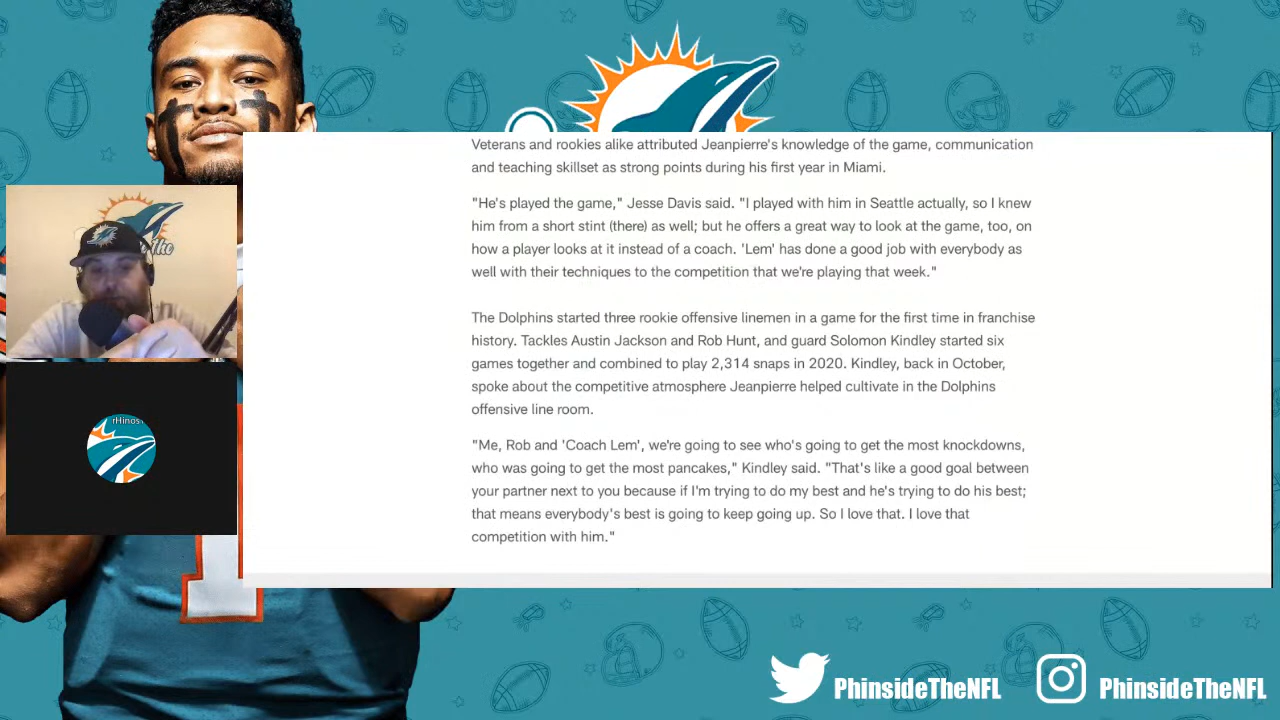 Veterans and rookies alike attributed Jeanpierre's knowledge of the game, communication
and teaching skillset as strong points during his first year in Miami.
"He's played the game," Jesse Davis said. "I played with him in Seattle actually, so I knew
him from a short stint (there) as well; but he offers a great way to look at the game, too, on
how a player looks at it instead of a coach. 'Lem' has done a good job with everybody as
well with their techniques to the competition that we're playing that week."
The Dolphins started three rookie offensive linemen in a game for the first time in franchise
history. Tackles Austin Jackson and Rob Hunt, and guard Solomon Kindley started six
games together and combined to play 2,314 snaps in 2020. Kindley, back in October,
spoke about the competitive atmosphere Jeanpierre helped cultivate in the Dolphins
offensive line room.
"Me, Rob and 'Coach Lem', we're going to see who's going to get the most knockdowns,
who was going to get the most pancakes," Kindley said. "That's like a good goal between
your partner next to you because if I'm trying to do my best and he's trying to do his best;
that means everybody's best is going to keep going up. So I love that. I love that
competition with him."
rHinos
PhinsideTheNFL
PhinsideTheNFL